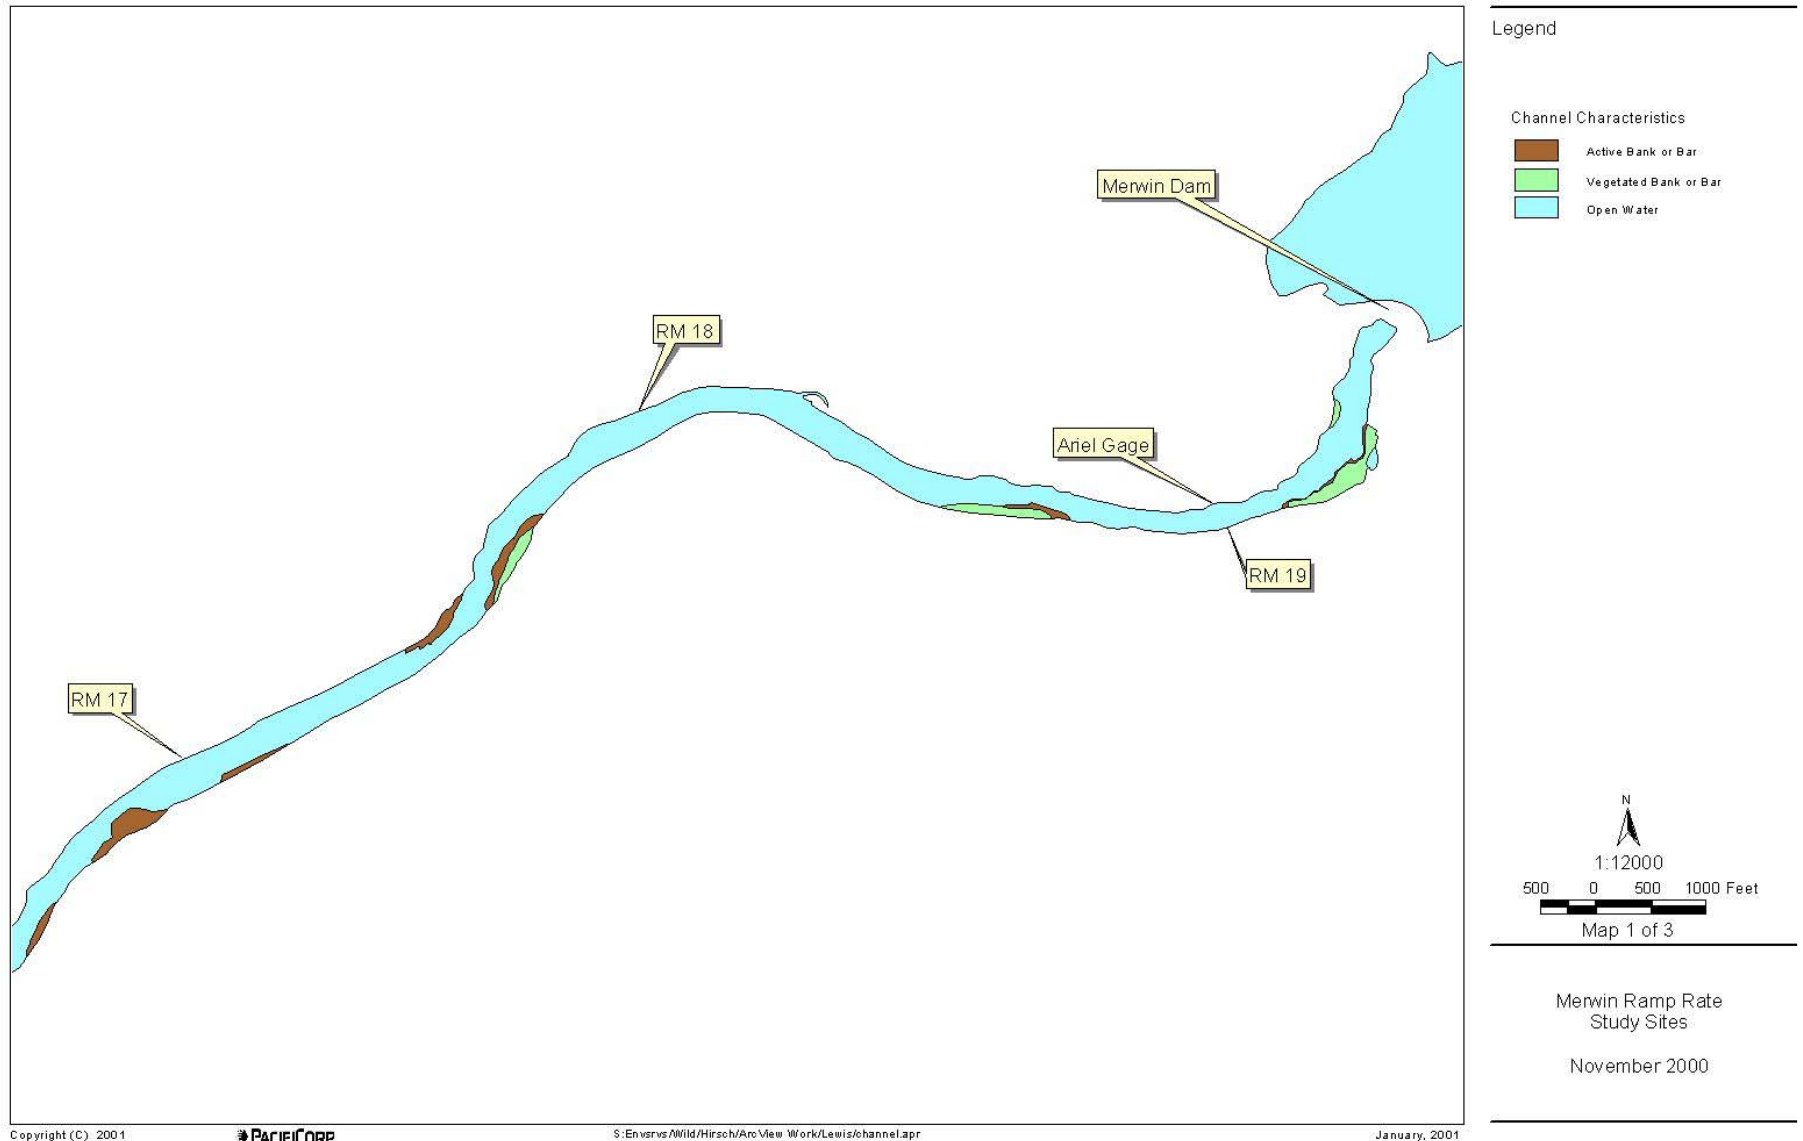 Legend
Channel Characteristics
Active Bank or Bar
Vegetated Bank or Bar
Open Water
Merwin Dam
RM 18
Ariel Gage
RM 19
RM 17
N
1:12000
500 0 500 1000 Feet
Map 1 of 3
Merwin Ramp Rate
Study Sites
November 2000
Copyright (C) 2001
PACIFICORP
S:Envsrvs/Wild/Hirsch/ArcView Work/Lewis/channel.apr
January, 2001